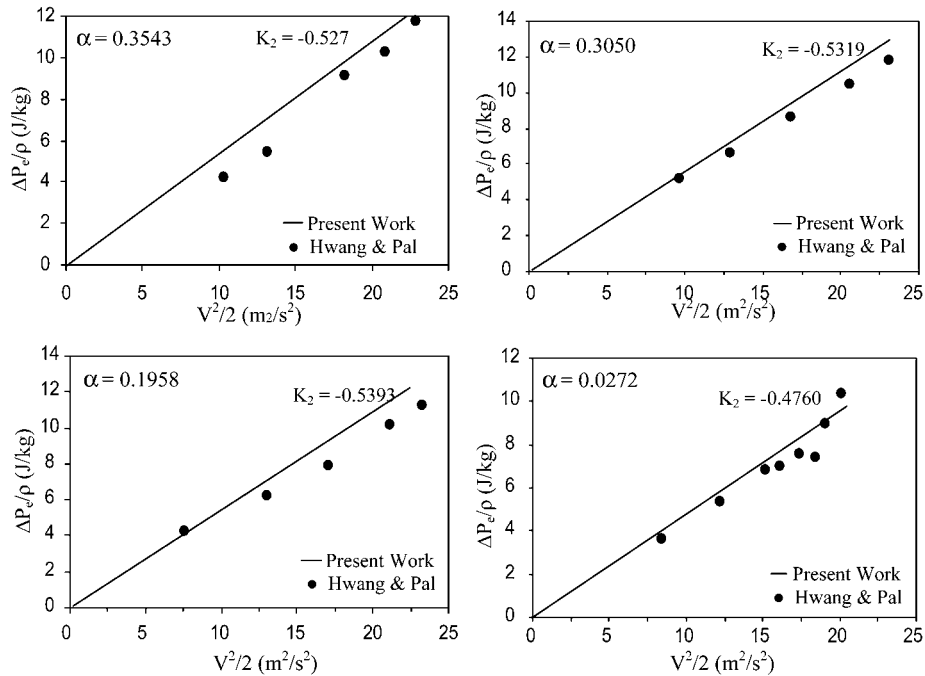 α = 0.3543
K₂ = -0.527
12
10
8
6
4
2
0
ΔPₑ/ρ (J/kg)
Present Work
Hwang & Pal
0 5 10 15 20 25
V²/2 (m₂/s²)
α = 0.3050
K₂ = -0.5319
14
12
10
8
6
4
2
0
ΔPₑ/ρ (J/kg)
Present Work
Hwang & Pal
0 5 10 15 20 25
V²/2 (m²/s²)
α = 0.1958
K₂ = -0.5393
14
12
10
8
6
4
2
0
ΔPₑ/ρ (J/kg)
Present Work
Hwang & Pal
0 5 10 15 20 25
V²/2 (m²/s²)
α = 0.0272
K₂ = -0.4760
12
10
8
6
4
2
0
ΔPₑ/ρ (J/kg)
Present Work
Hwang & Pal
0 5 10 15 20 25
V²/2 (m²/s²)